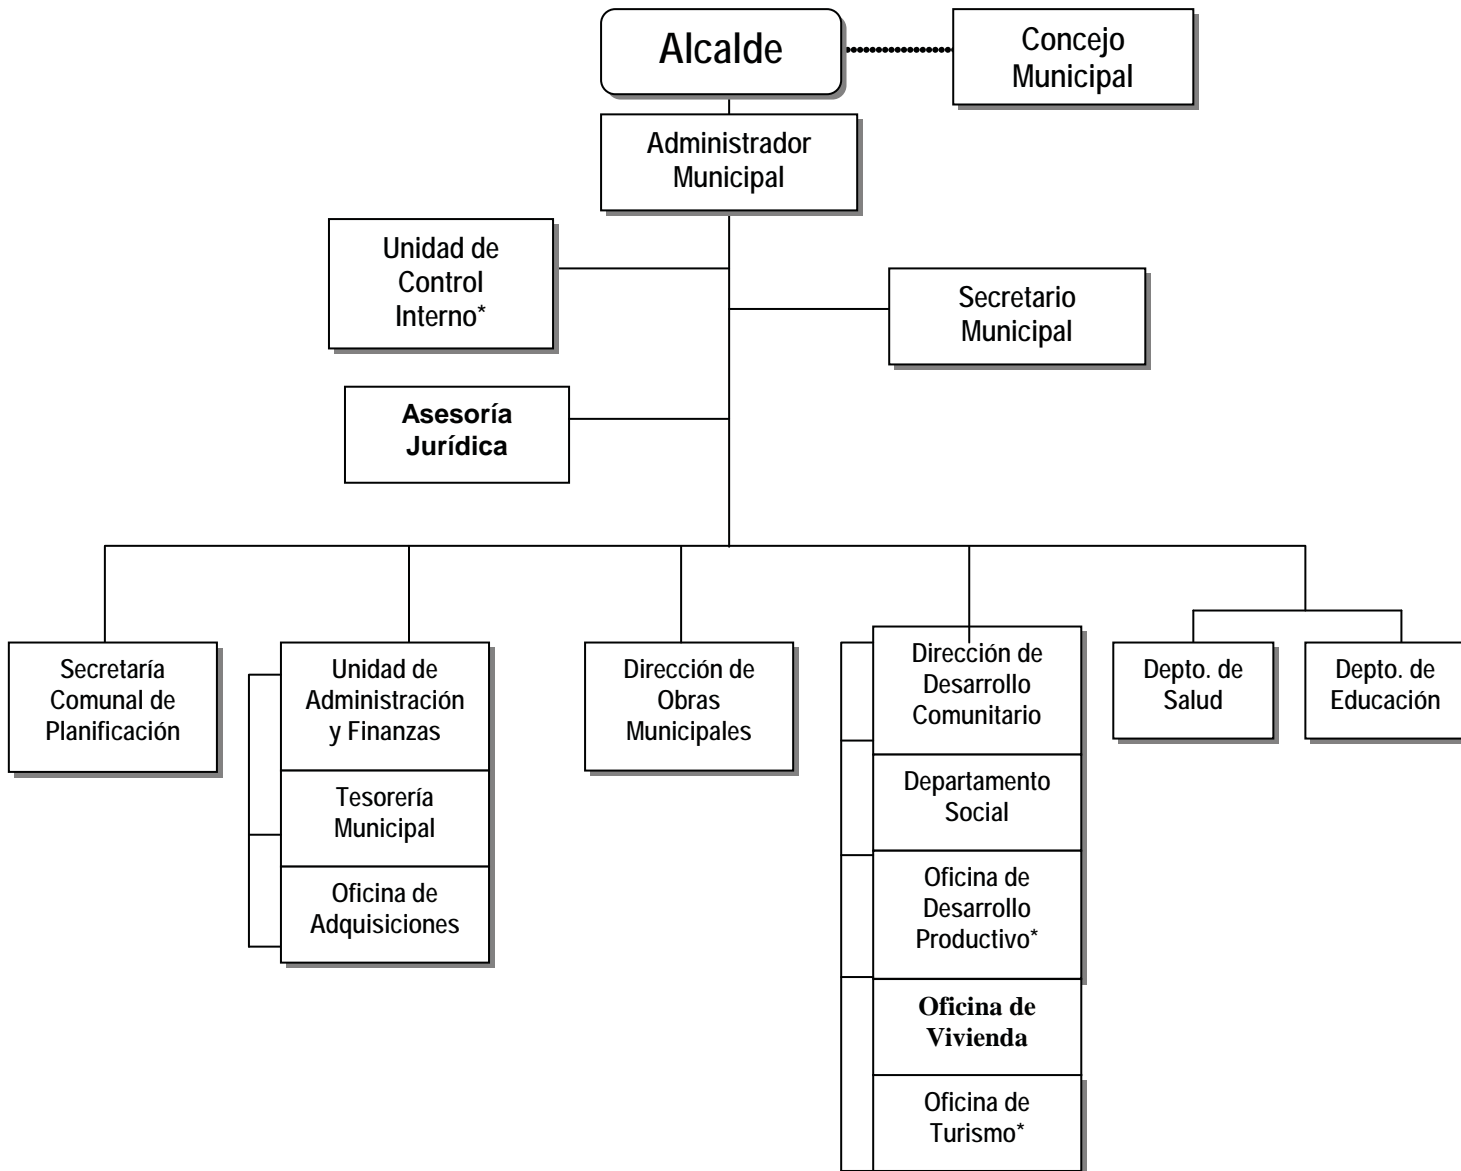 Alcalde
Concejo
Municipal
Administrador
Municipal
Unidad de
Control
Interno*
Secretario
Municipal
Asesoría
Jurídica
Secretaría
Comunal de
Planificación
Unidad de
Administración
y Finanzas
Tesorería
Municipal
Oficina de
Adquisiciones
Dirección de
Obras
Municipales
Dirección de
Desarrollo
Comunitario
Departamento
Social
Oficina de
Desarrollo
Productivo*
Oficina de
Vivienda
Oficina de
Turismo*
Depto. de
Salud
Depto. de
Educación